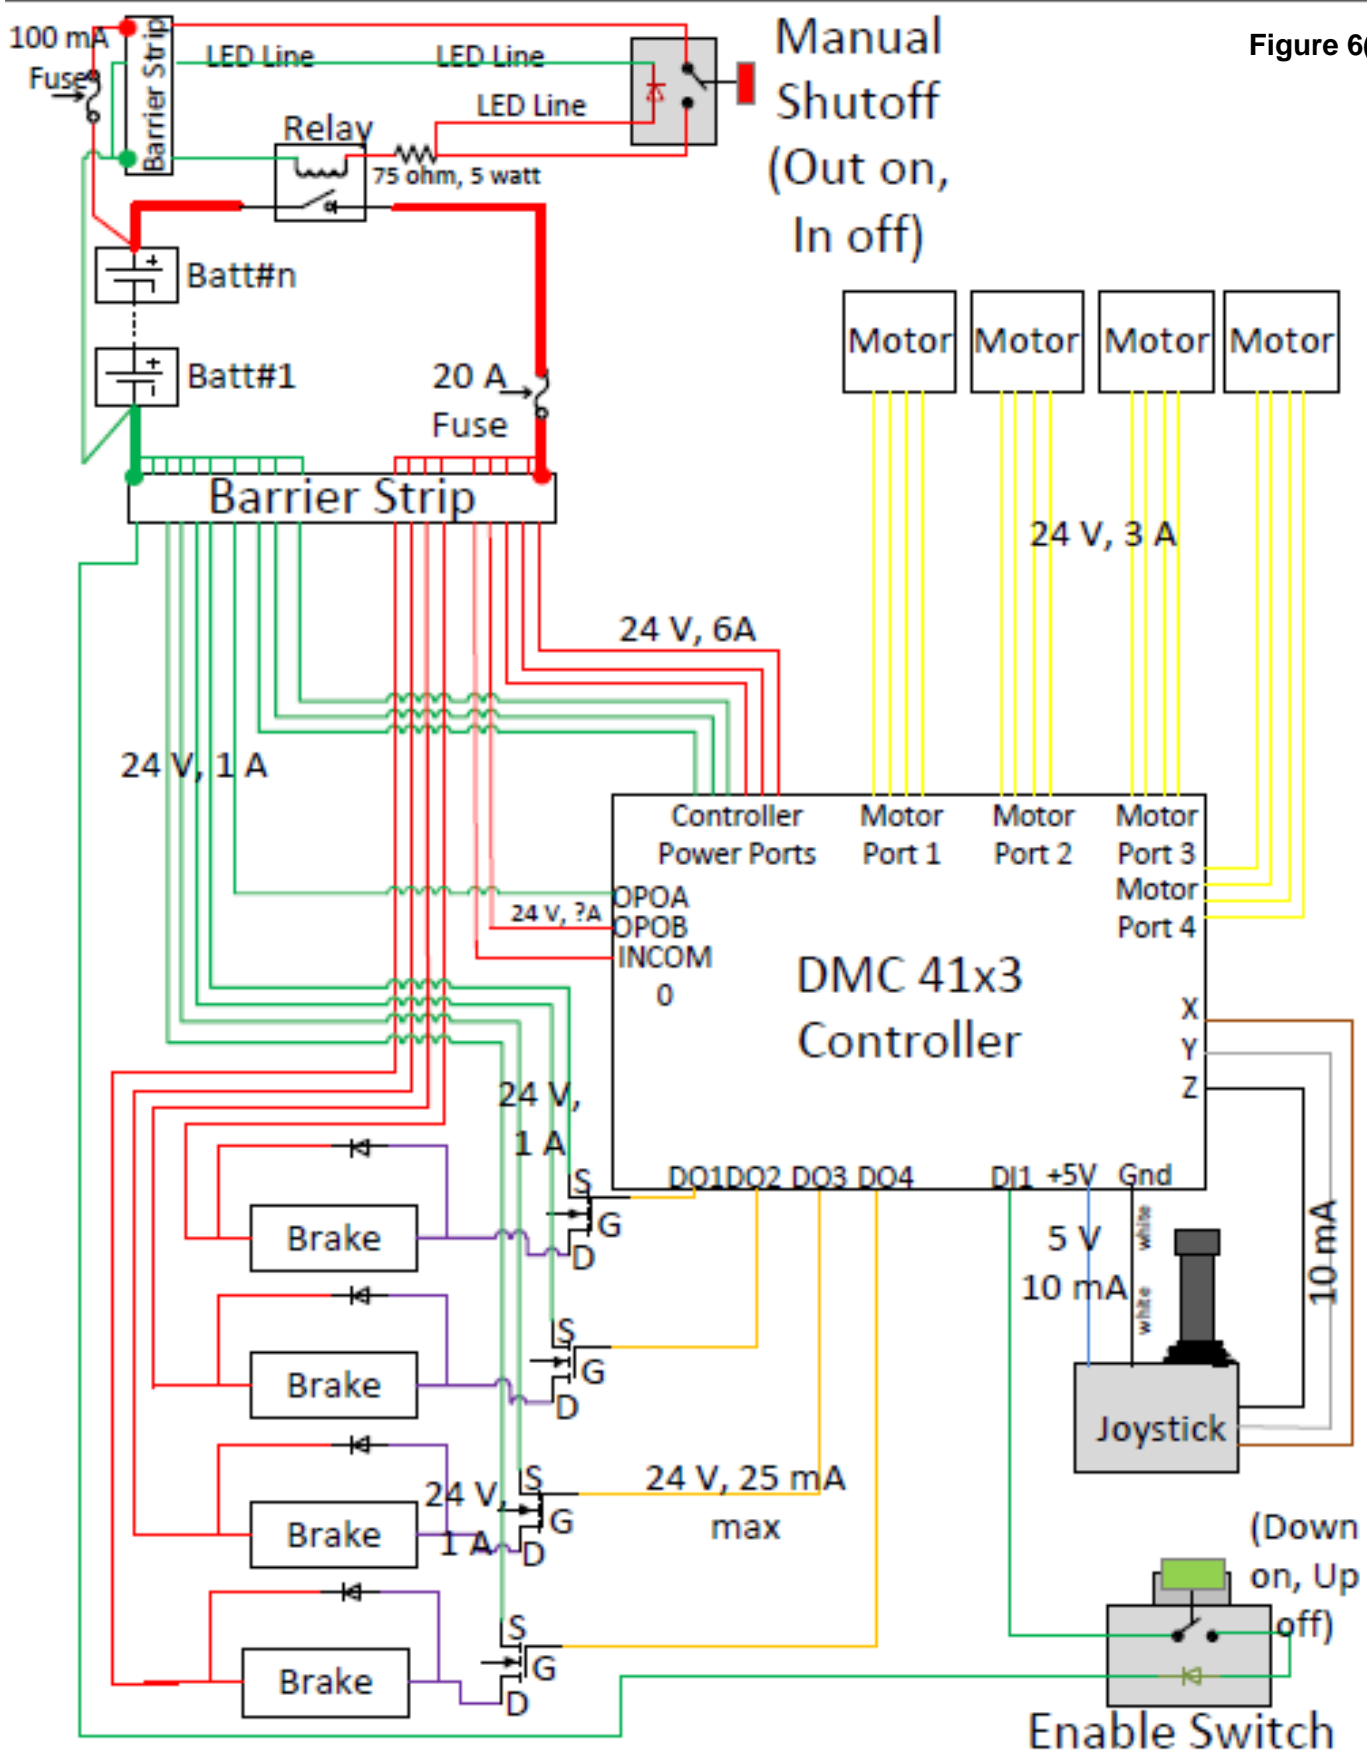 Figure 6(
100 mA
Fuse
Barrier Strip
LED Line
LED Line
LED Line
Manual
Shutoff
(Out on,
In off)
Relay
75 ohm, 5 watt
Batt#n
Batt#1
20 A
Fuse
Barrier Strip
Motor
Motor
Motor
Motor
24 V, 3 A
24 V, 6A
24 V, 1 A
Controller
Power Ports
Motor
Port 1
Motor
Port 2
Motor
Port 3
Motor
Port 4
OPOA
24 V, ?A
OPOB
INCOM
0
DMC 41x3
Controller
X
Y
Z
24 V,
1 A
DO1
DO2
DO3
DO4
DI1
+5V
Gnd
S
G
D
Brake
5 V
10 mA
white
white
10 mA
S
G
D
Brake
Joystick
S
G
D
24 V,
1 A
Brake
24 V, 25 mA
max
(Down
on, Up
off)
S
G
D
Brake
Enable Switch